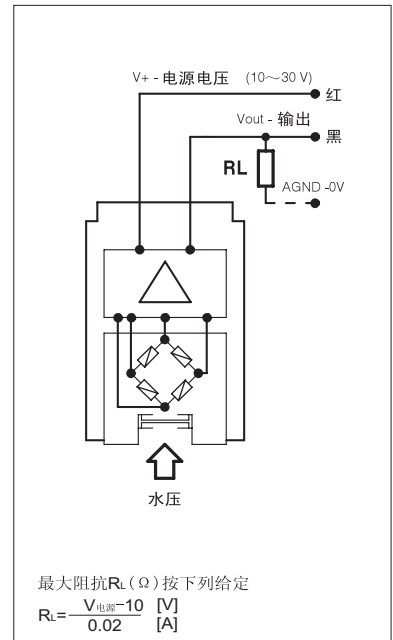 V+ - 电源电压 (10～30 V)
红
Vout - 输出
黑
RL
AGND -0V
水压
最大阻抗RL(Ω)按下列给定
RL= V电源-10 [V]
0.02 [A]